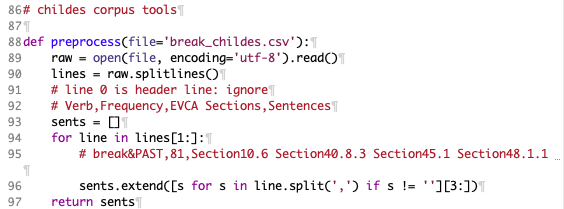 86# childes corpus tools¶
87¶
88def preprocess(file='break_childes.csv'):¶
89    raw = open(file, encoding='utf-8').read()¶
90    lines = raw.splitlines()¶
91    # line 0 is header line: ignore¶
92    # Verb,Frequency,EVCA Sections,Sentences¶
93    sents = []¶
94    for line in lines[1:]:¶
95        # break&PAST,81,Section10.6 Section40.8.3 Section45.1 Section48.1.1 …
¶
96        sents.extend([s for s in line.split(',') if s != ''][3:])¶
97    return sents¶